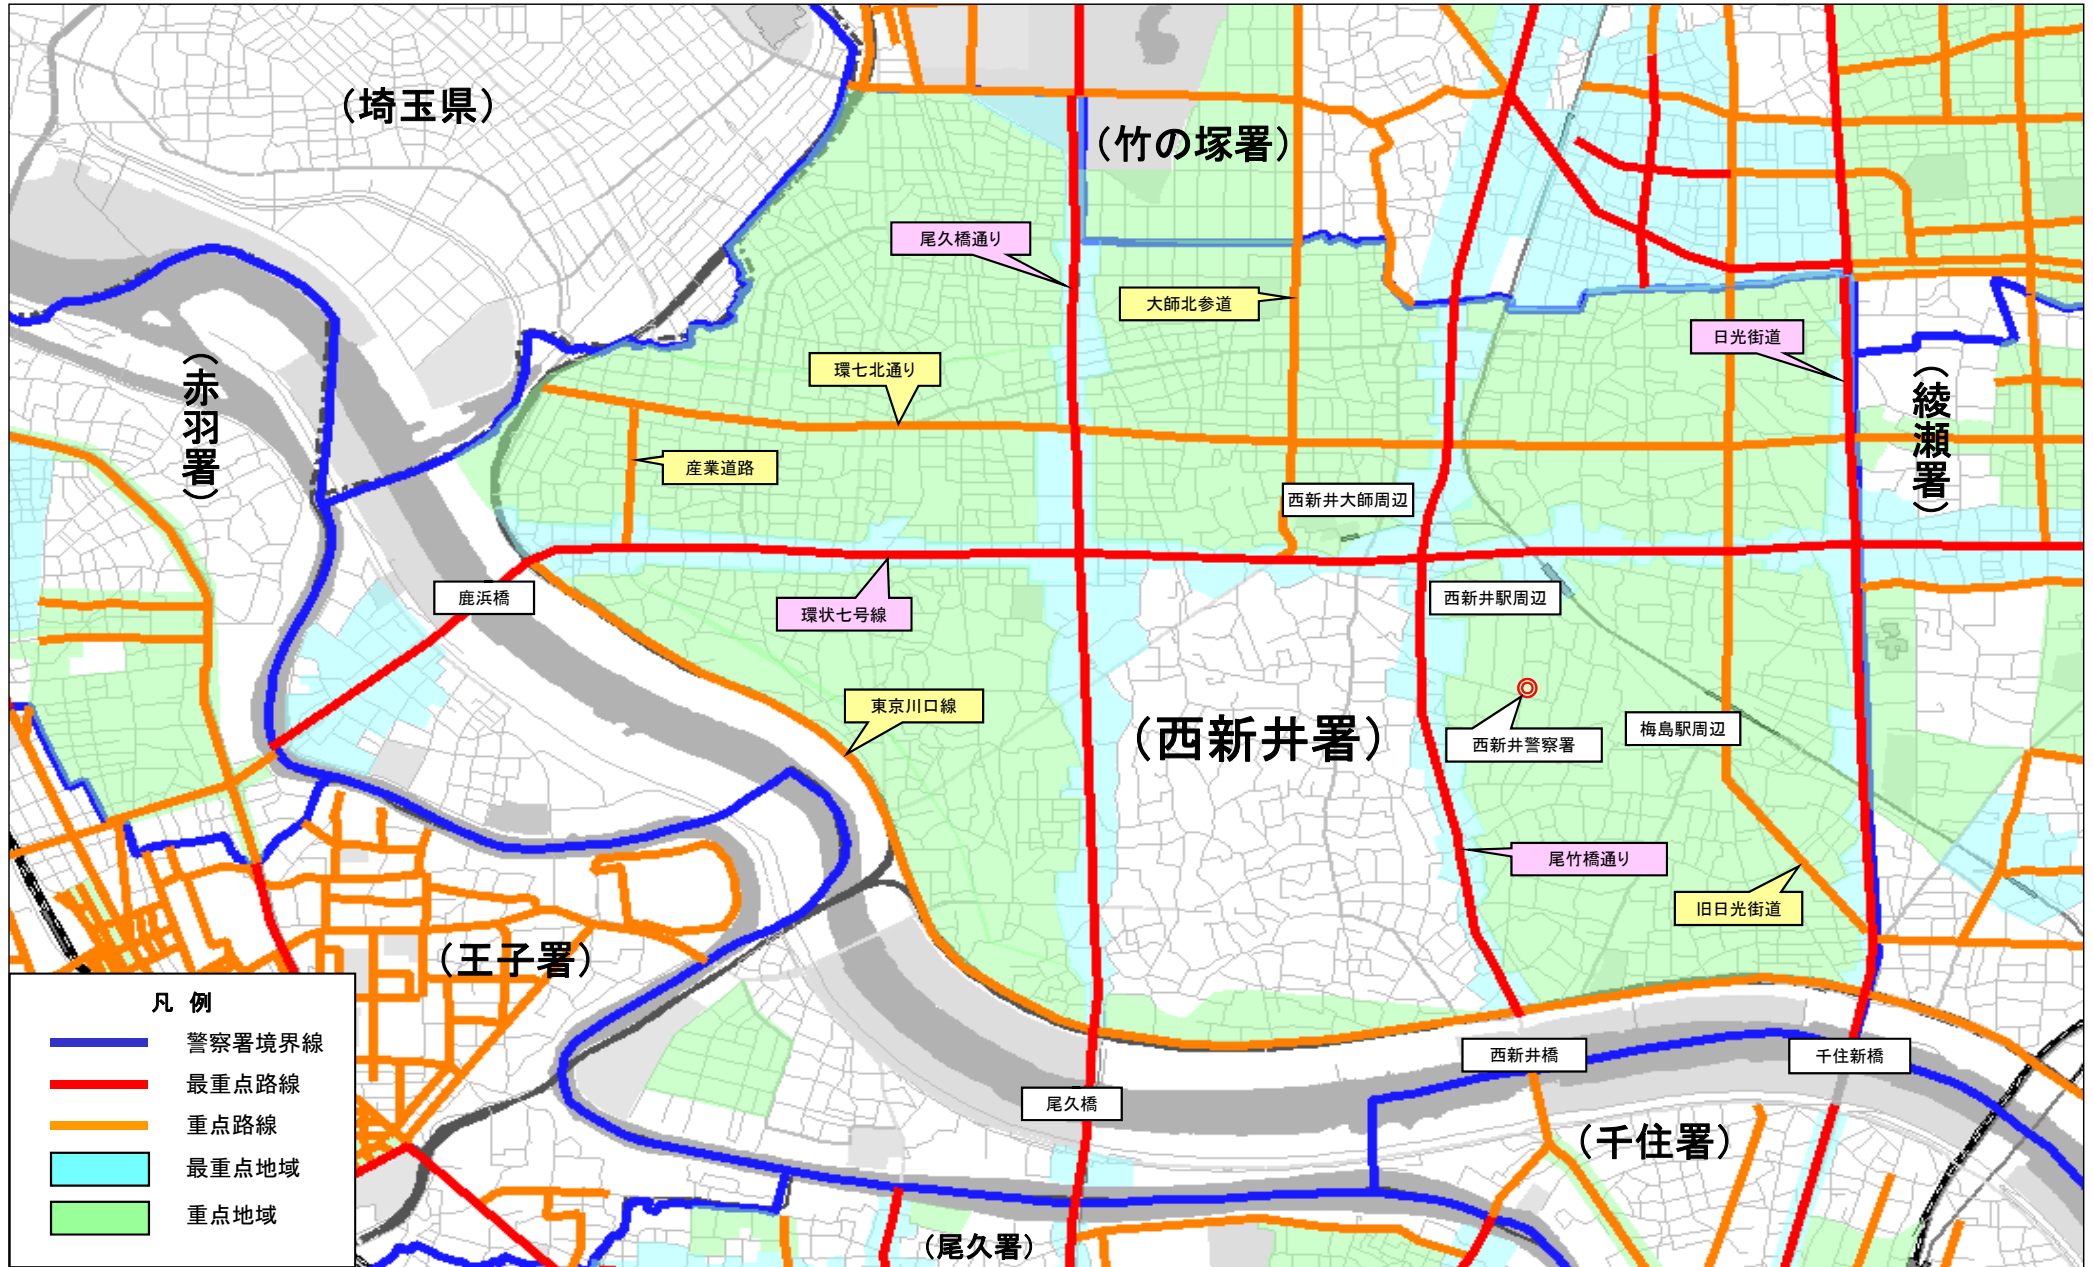 (埼玉県)
(竹の塚署)
尾久橋通り
大師北参道
日光街道
(赤羽署)
環七北通り
(綾瀬署)
産業道路
西新井大師周辺
鹿浜橋
環状七号線
西新井駅周辺
東京川口線
(西新井署)
西新井警察署
梅島駅周辺
尾竹橋通り
旧日光街道
(王子署)
凡 例
警察署境界線
最重点路線
重点路線
最重点地域
重点地域
西新井橋
千住新橋
尾久橋
(千住署)
(尾久署)